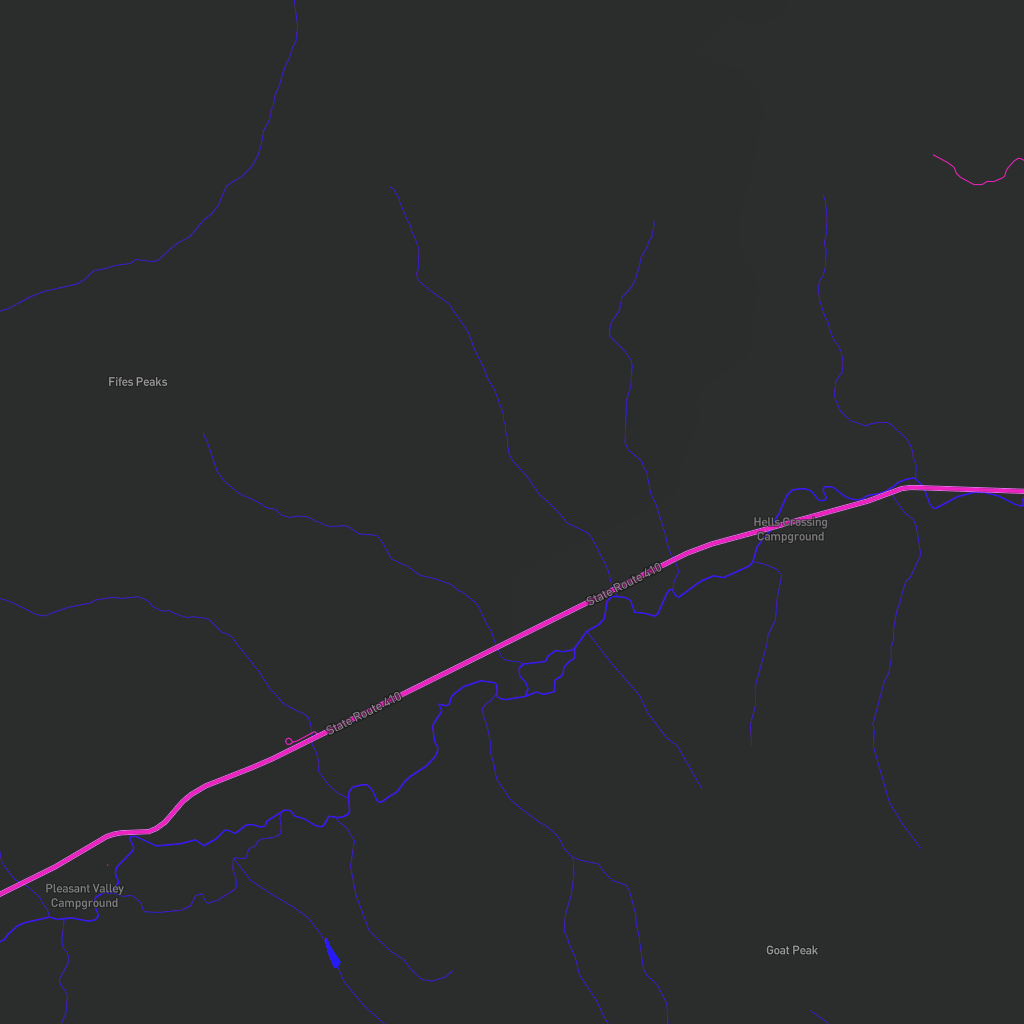 Fifes Peaks
Hells Crossing
Campground
State Route 410
State Route 410
Pleasant Valley
Campground
Goat Peak